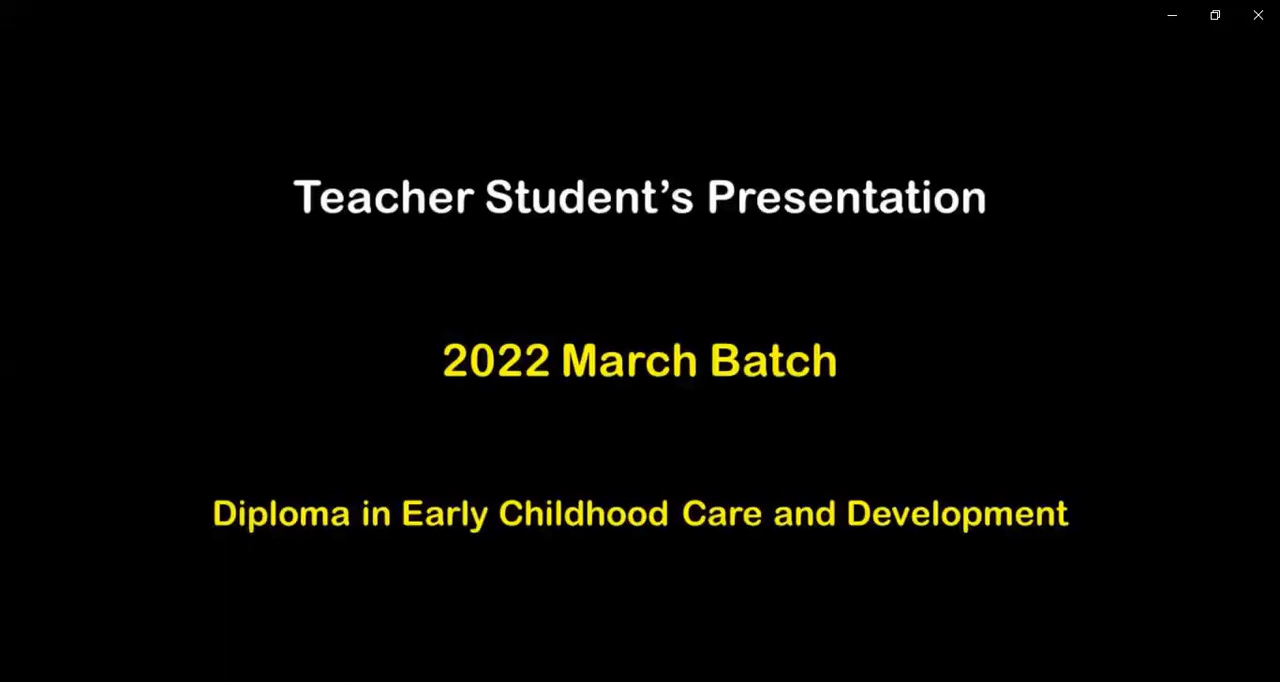 Teacher Student’s Presentation
2022 March Batch
Diploma in Early Childhood Care and Development